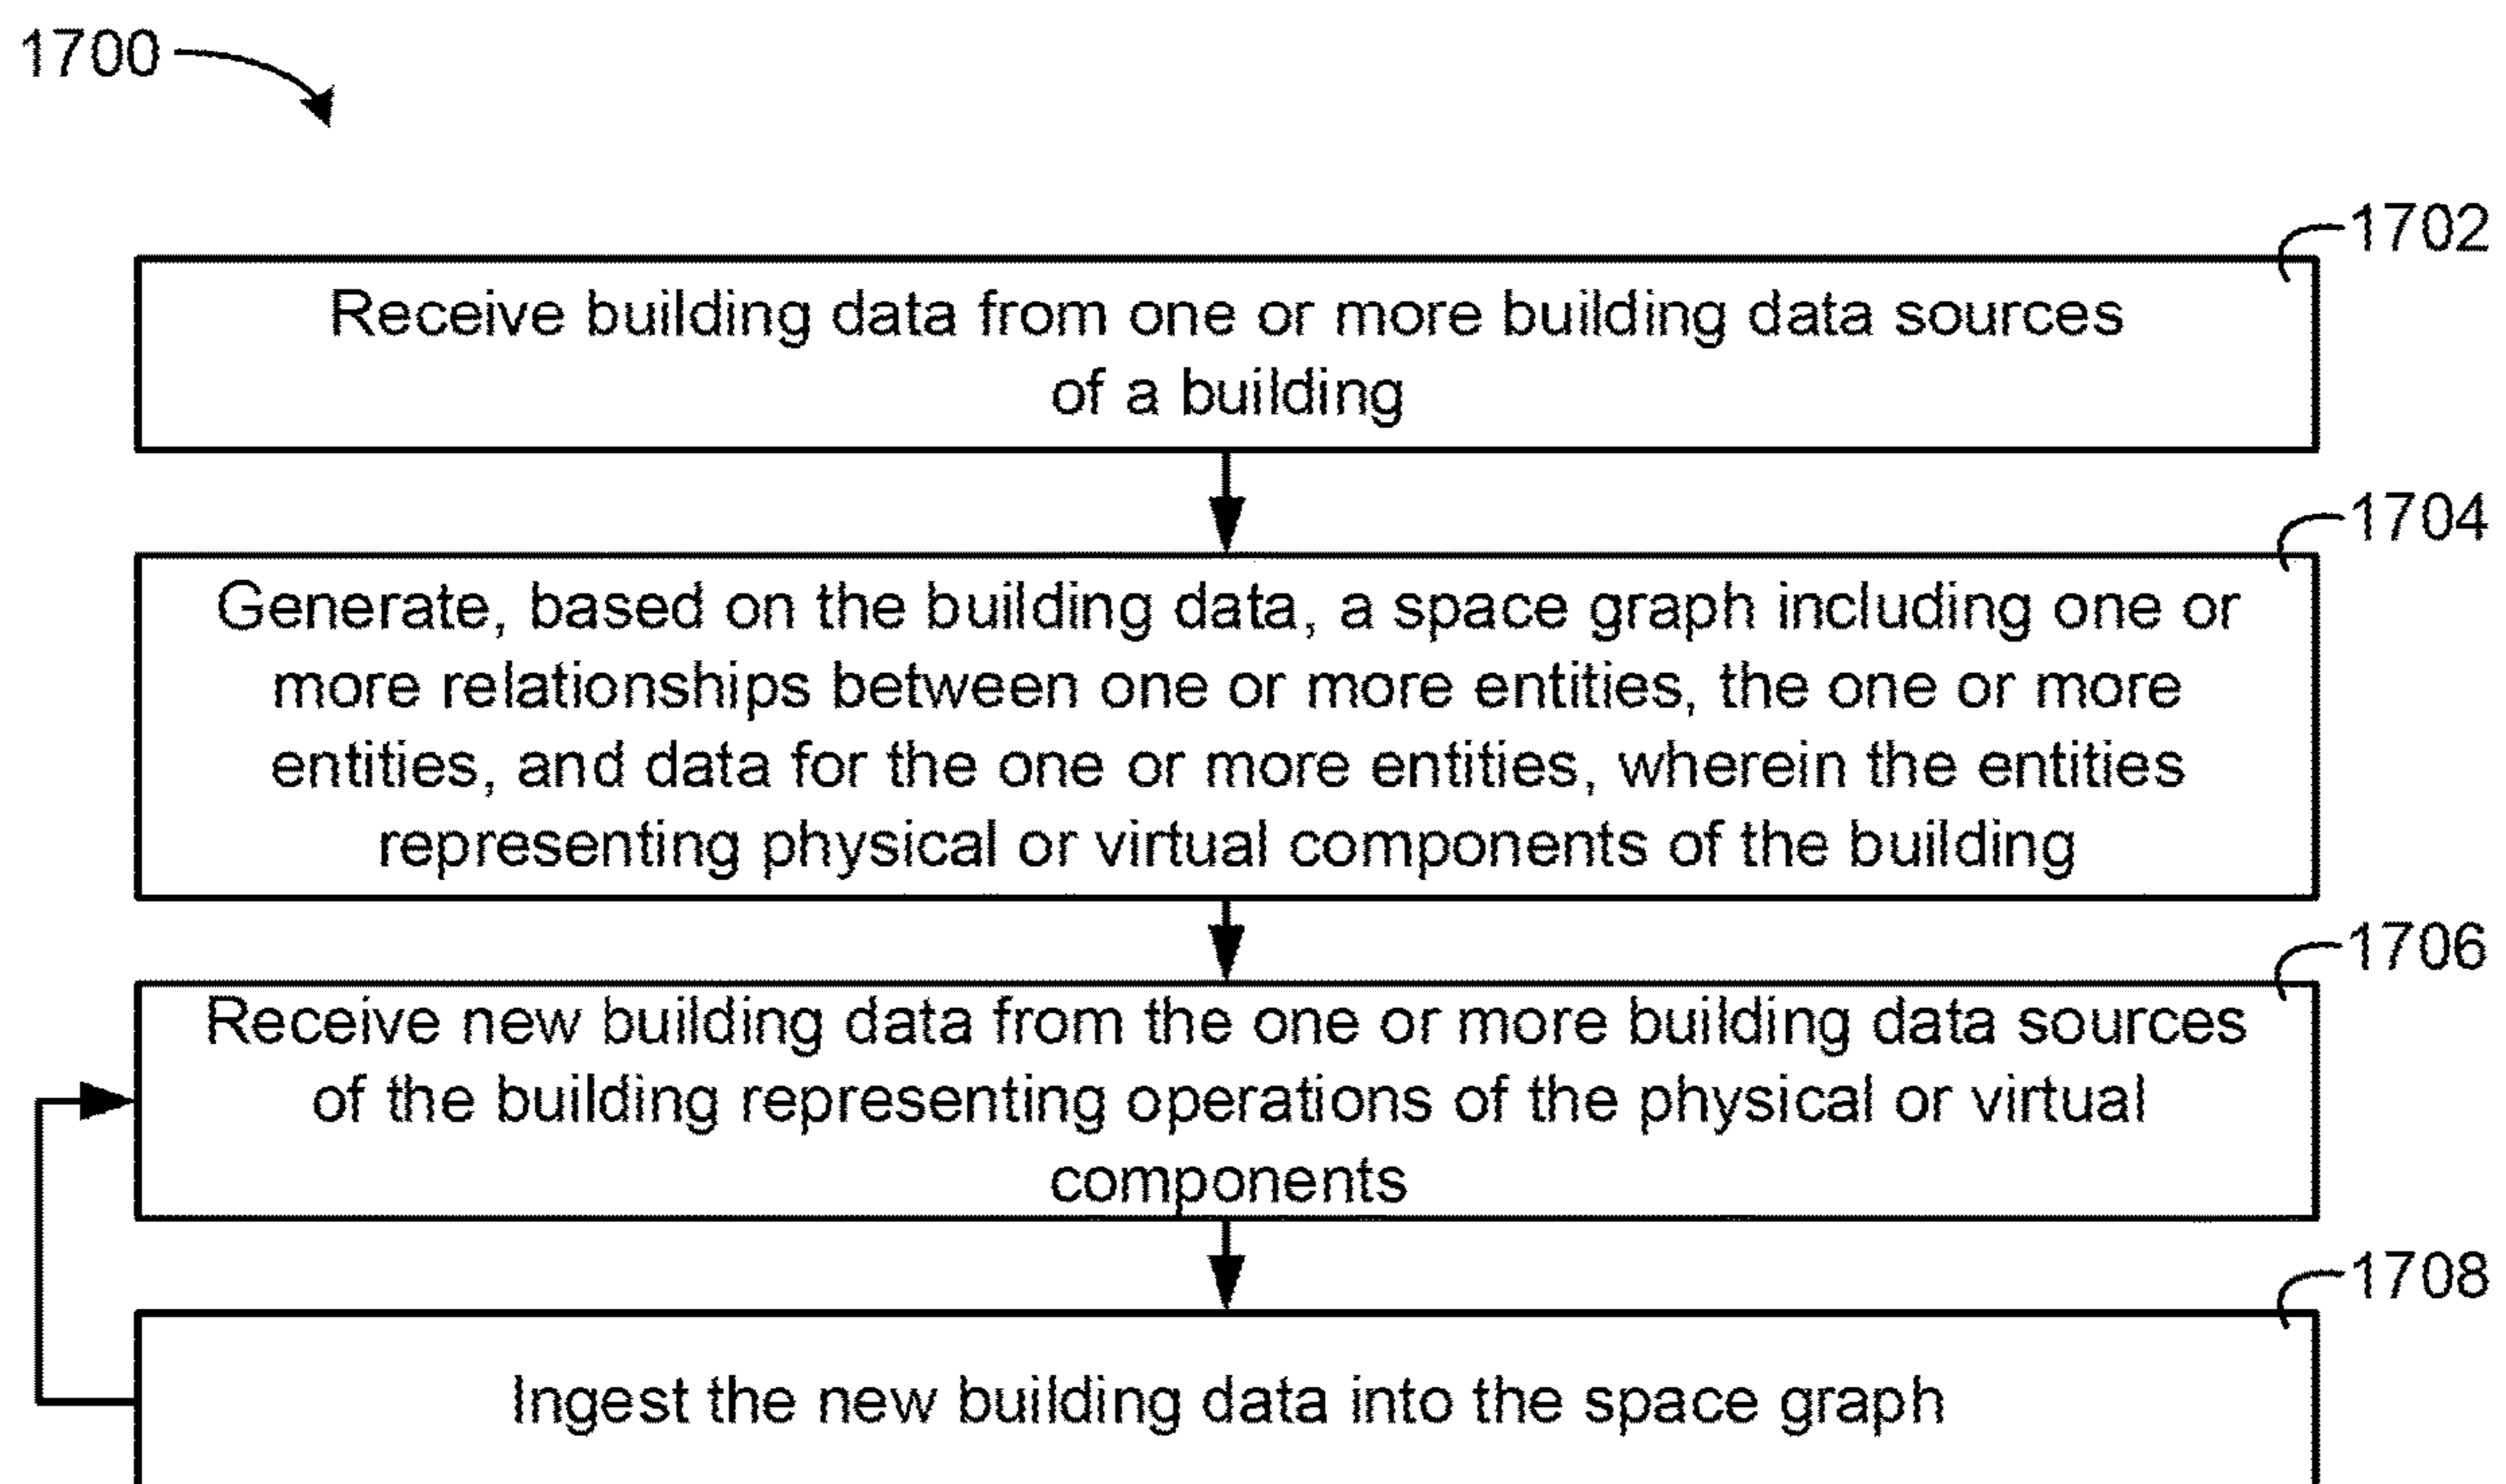 1700
1702
Receive building data from one or more building data sources
of a building
1704
Generate, based on the building data, a space graph including one or
more relationships between one or more entities, the one or more
entities, and data for the one or more entities, wherein the entities
representing physical or virtual components of the building
1706
Receive new building data from the one or more building data sources
of the building representing operations of the physical or virtual
components
1708
Ingest the new building data into the space graph